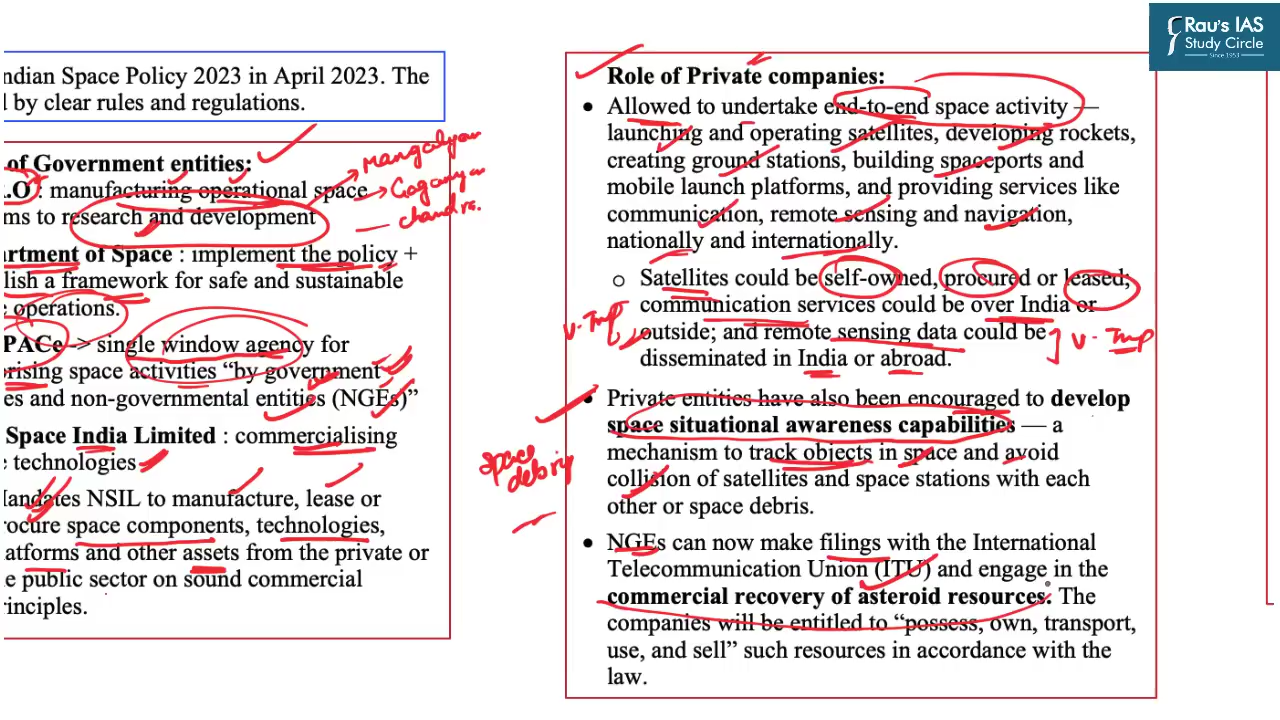 Rau's IAS
Study Circle
Since 1953
ndian Space Policy 2023 in April 2023. The
l by clear rules and regulations.
of Government entities:
.O : manufacturing operational space
ms to research and development
Mangalyan
Gaganyan
chandra.
artment of Space : implement the policy +
lish a framework for safe and sustainable
operations.
PACe -> single window agency for
rising space activities “by government
es and non-governmental entities (NGEs)”
Space India Limited : commercialising
e technologies
andates NSIL to manufacture, lease or
rocure space components, technologies,
atforms and other assets from the private or
e public sector on sound commercial
rinciples.
Role of Private companies:
• Allowed to undertake end-to-end space activity —
launching and operating satellites, developing rockets,
creating ground stations, building spaceports and
mobile launch platforms, and providing services like
communication, remote sensing and navigation,
nationally and internationally.
o Satellites could be self-owned, procured or leased;
communication services could be over India or
outside; and remote sensing data could be
disseminated in India or abroad.
V. Imp
V. Imp
• Private entities have also been encouraged to develop
space situational awareness capabilities — a
mechanism to track objects in space and avoid
collision of satellites and space stations with each
other or space debris.
space
debris
• NGEs can now make filings with the International
Telecommunication Union (ITU) and engage in the
commercial recovery of asteroid resources. The
companies will be entitled to “possess, own, transport,
use, and sell” such resources in accordance with the
law.